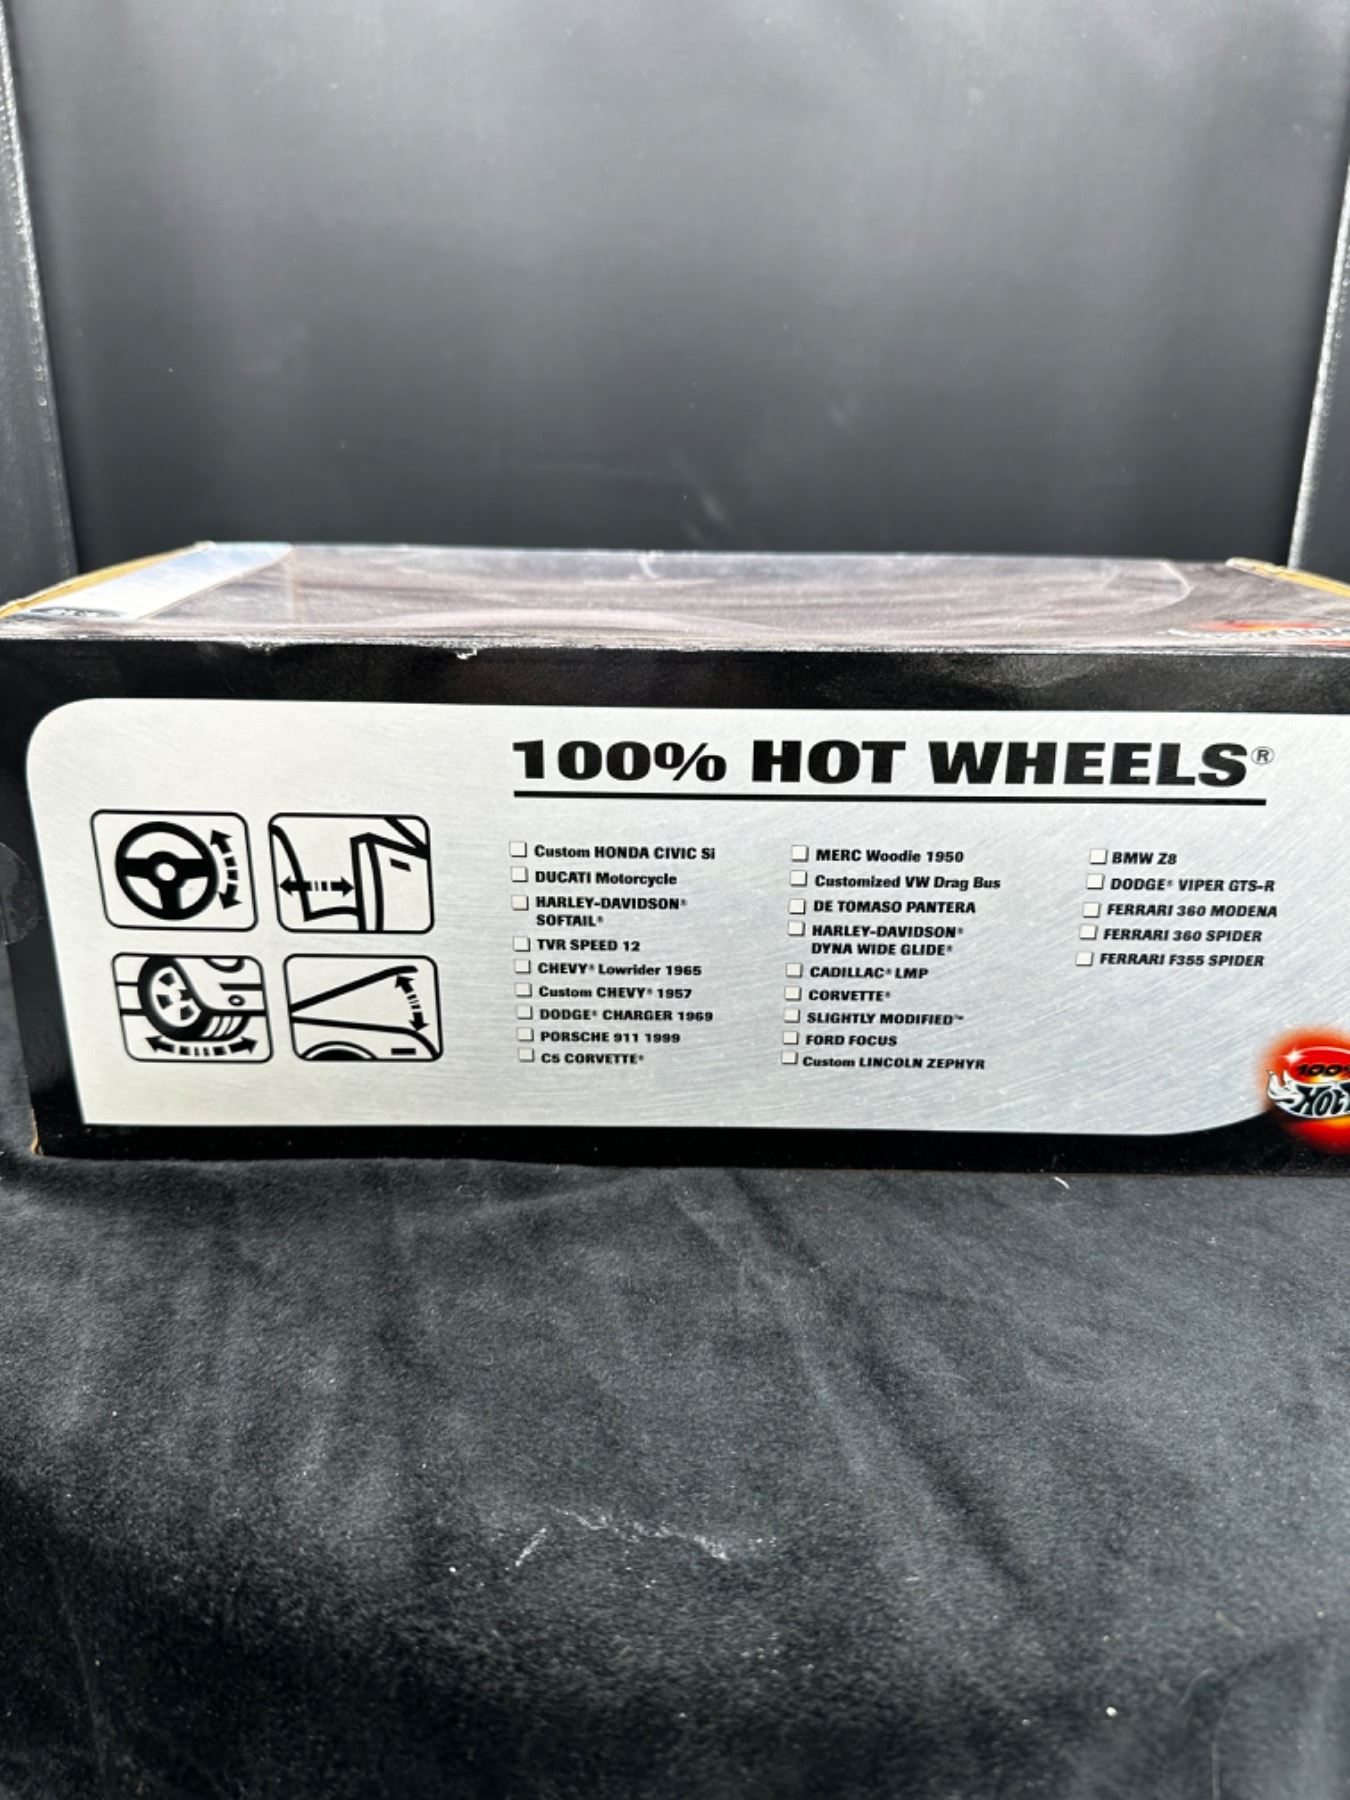 100% HOT WHEELS®
Custom HONDA CIVIC Si
DUCATI Motorcycle
HARLEY-DAVIDSON®
SOFTAIL®
TVR SPEED 12
CHEVY® Lowrider 1965
Custom CHEVY® 1957
DODGE® CHARGER 1969
PORSCHE 911 1999
C5 CORVETTE®
MERC Woodie 1950
Customized VW Drag Bus
DE TOMASO PANTERA
HARLEY-DAVIDSON®
DYNA WIDE GLIDE®
CADILLAC® LMP
CORVETTE®
SLIGHTLY MODIFIED™
FORD FOCUS
Custom LINCOLN ZEPHYR
BMW Z8
DODGE® VIPER GTS-R
FERRARI 360 MODENA
FERRARI 360 SPIDER
FERRARI F355 SPIDER
100%
HOT